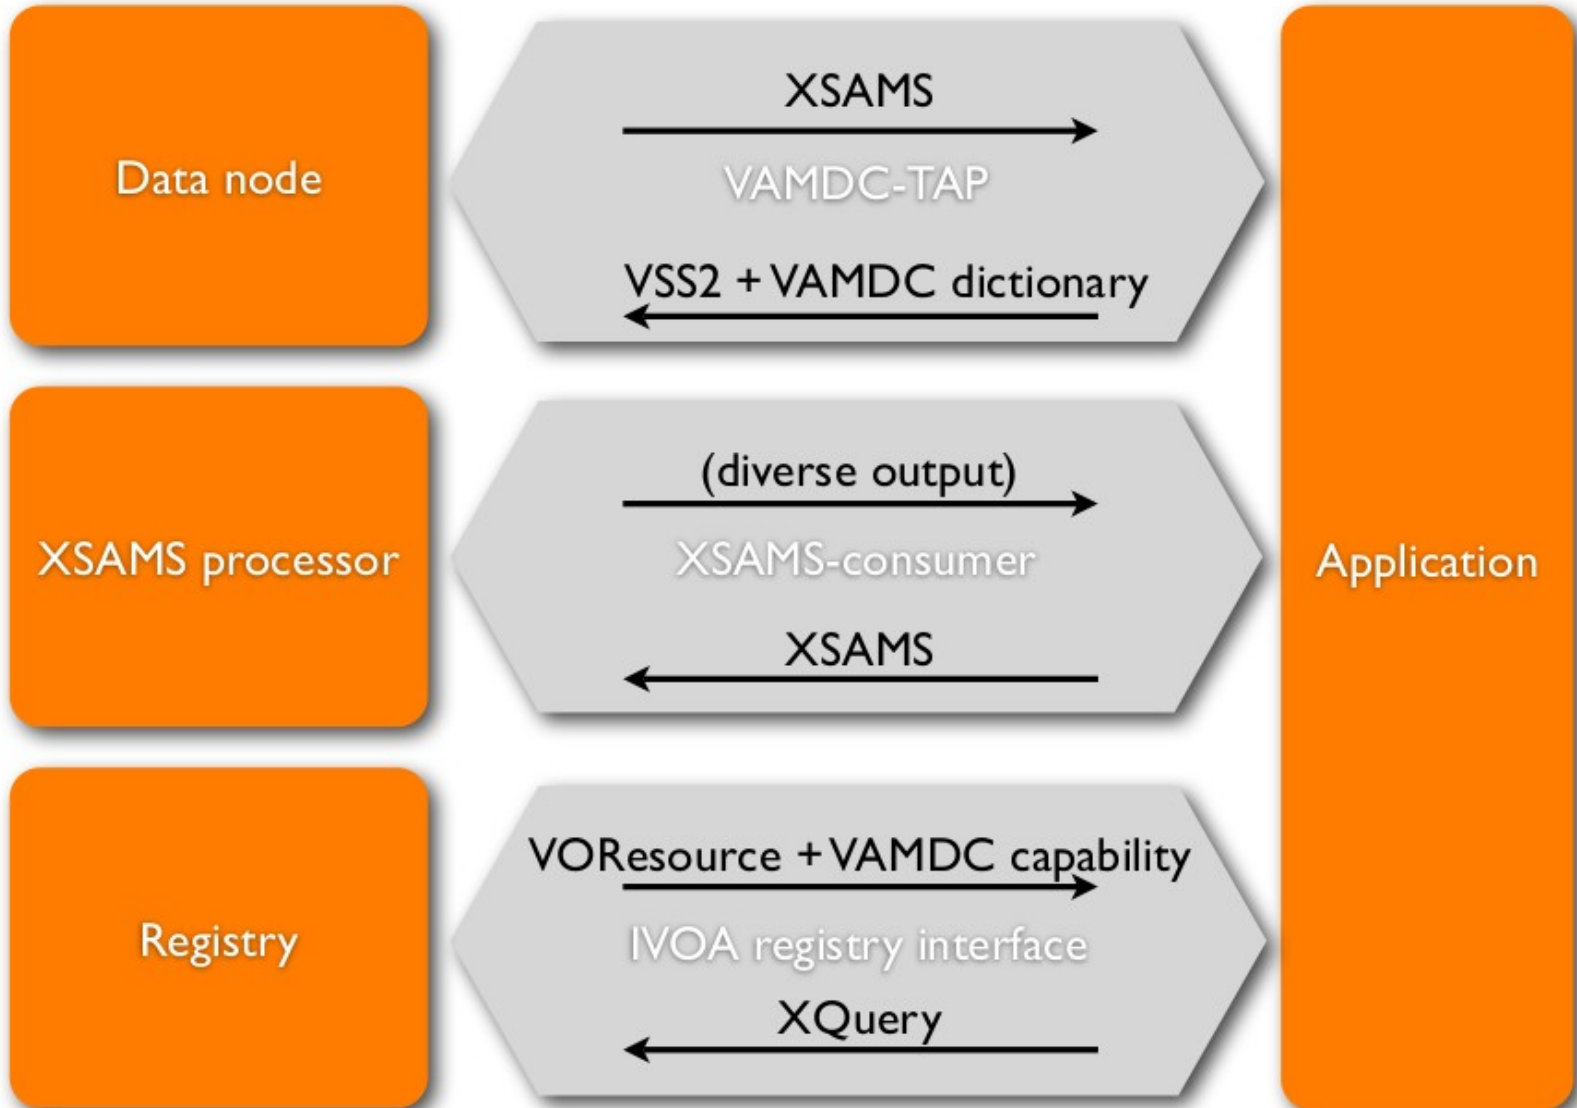 XSAMS
Data node
VAMDC-TAP
VSS2 + VAMDC dictionary
(diverse output)
XSAMS processor
XSAMS-consumer
Application
XSAMS
VOResource + VAMDC capability
Registry
IVOA registry interface
XQuery